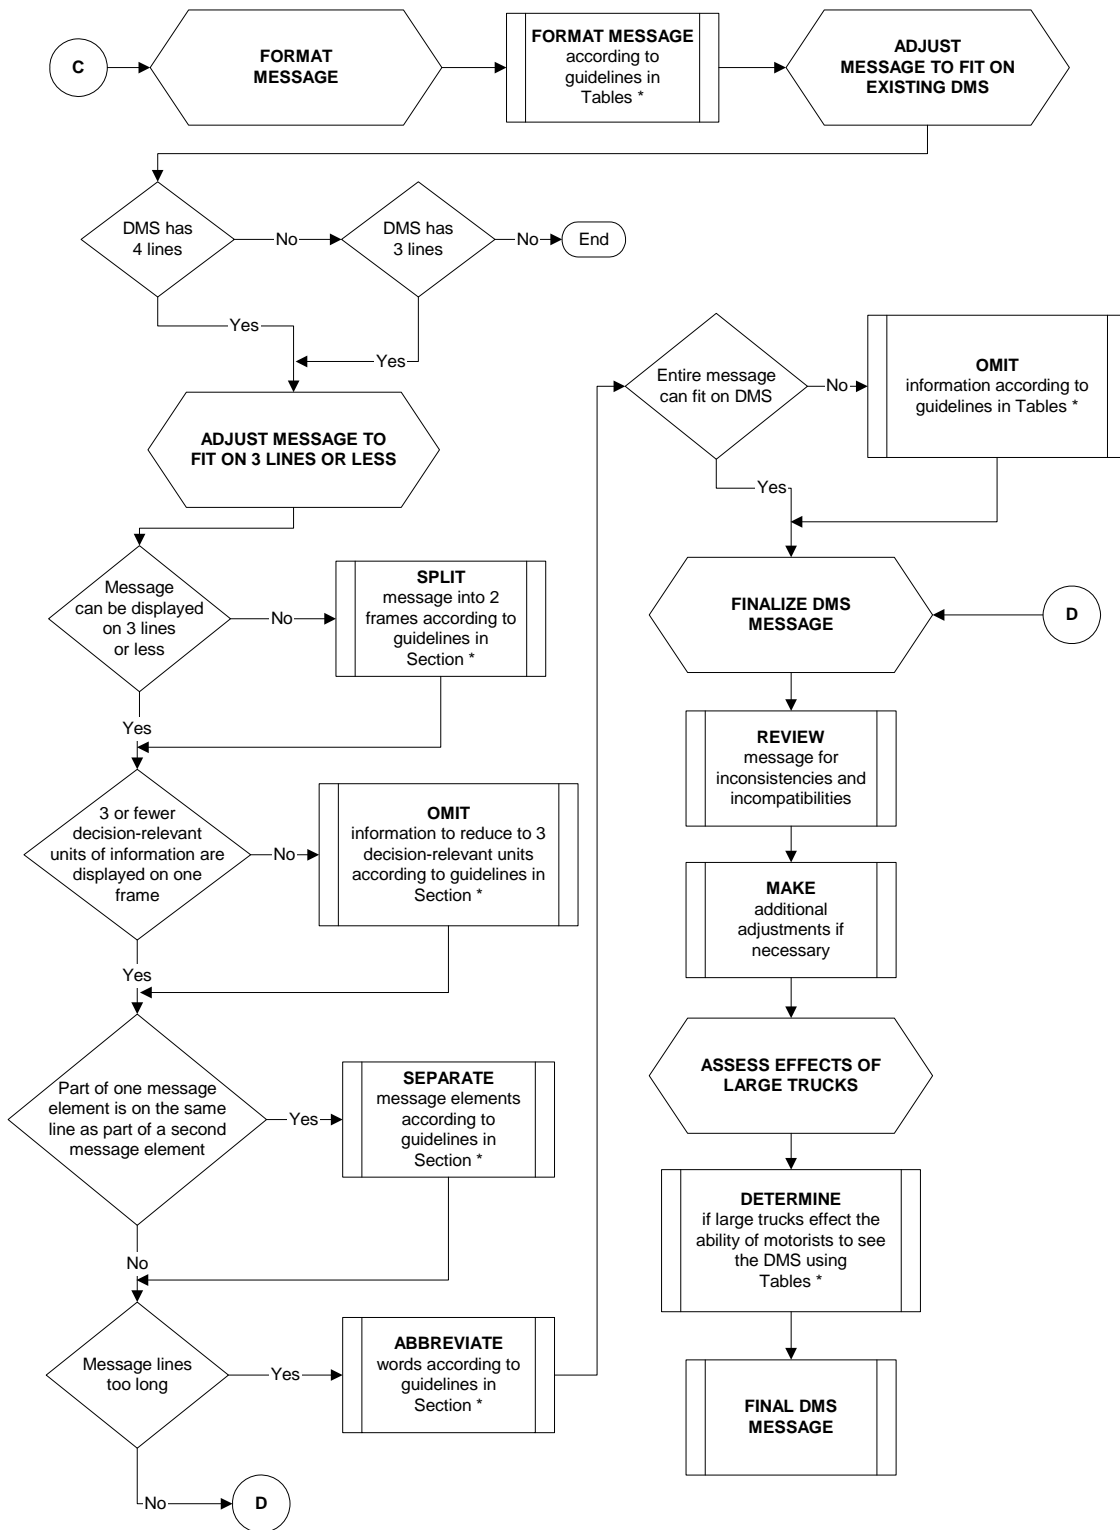 C
FORMAT
MESSAGE
FORMAT MESSAGE
according to
guidelines in
Tables *
ADJUST
MESSAGE TO FIT ON
EXISTING DMS
DMS has
4 lines
No
DMS has
3 lines
No
End
Yes
Yes
ADJUST MESSAGE TO
FIT ON 3 LINES OR LESS
Message
can be displayed
on 3 lines
or less
No
SPLIT
message into 2
frames according to
guidelines in
Section *
Yes
3 or fewer
decision-relevant
units of information are
displayed on one
frame
No
OMIT
information to reduce to 3
decision-relevant units
according to guidelines in
Section *
Yes
Part of one message
element is on the same
line as part of a second
message element
Yes
SEPARATE
message elements
according to
guidelines in
Section *
No
Message lines
too long
Yes
ABBREVIATE
words according to
guidelines in
Section *
No
D
Entire message
can fit on DMS
No
OMIT
information according to
guidelines in Tables *
Yes
FINALIZE DMS
MESSAGE
D
REVIEW
message for
inconsistencies and
incompatibilities
MAKE
additional
adjustments if
necessary
ASSESS EFFECTS OF
LARGE TRUCKS
DETERMINE
if large trucks effect the
ability of motorists to see
the DMS using
Tables *
FINAL DMS
MESSAGE